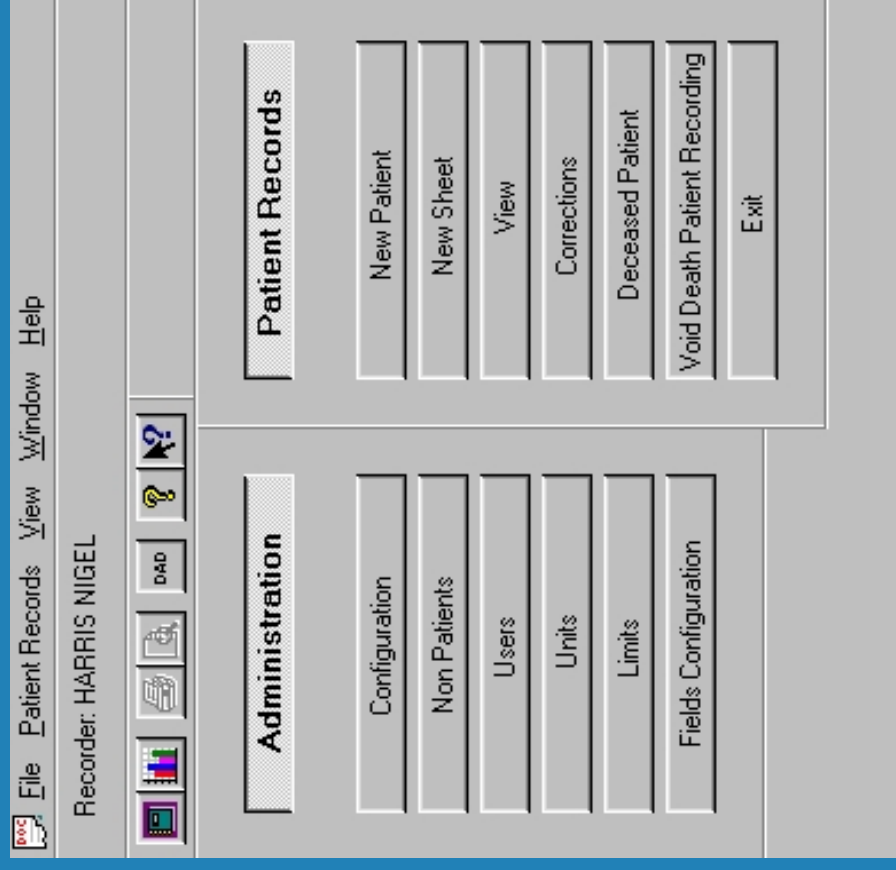 DOC File Patient Records View Window Help
Recorder: HARRIS NIGEL
DAD ? ?
Administration
Configuration
Non Patients
Users
Units
Limits
Fields Configuration
Patient Records
New Patient
New Sheet
View
Corrections
Deceased Patient
Void Death Patient Recording
Exit